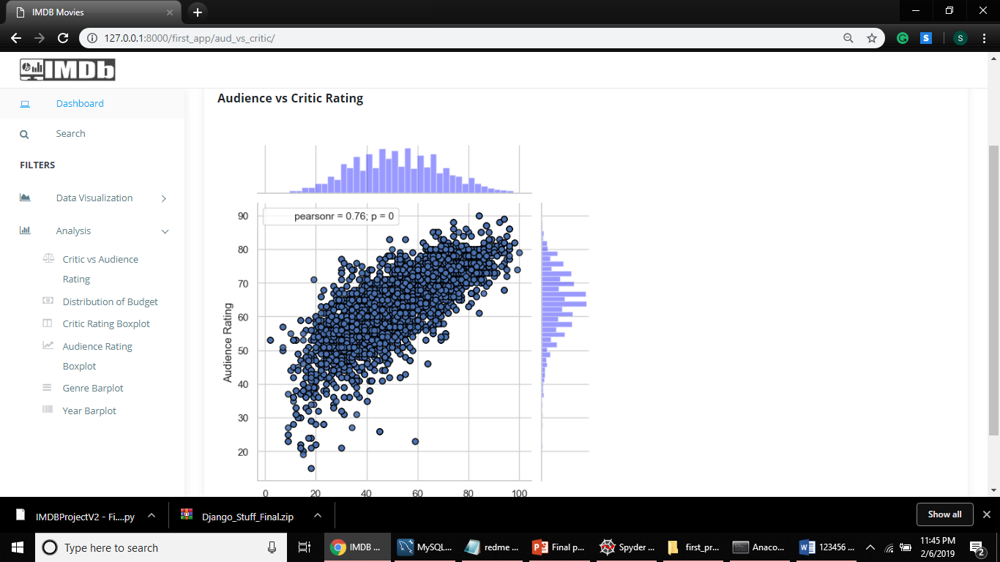 IMDB Movies
127.0.0.1:8000/first_app/aud_vs_critic/
S
S
IMDb
Dashboard
Search
FILTERS
Data Visualization
Analysis
Critic vs Audience
Rating
Distribution of Budget
Critic Rating Boxplot
Audience Rating
Boxplot
Genre Barplot
Year Barplot
Audience vs Critic Rating
pearsonr = 0.76; p = 0
Audience Rating
90
80
70
60
50
40
30
20
0 20 40 60 80 100
IMDBProjectV2 - Fi....py
Django_Stuff_Final.zip
Show all
Type here to search
IMDB ...
MySQL...
redme ...
Final p...
Spyder ...
first_pr...
Anaco...
123456 ...
11:45 PM
2/6/2019
2